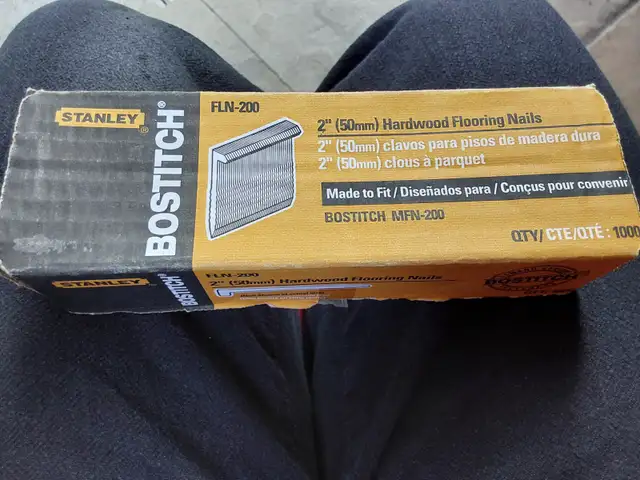 STANLEY
BOSTITCH®
FLN-200
2" (50mm) Hardwood Flooring Nails
2" (50mm) clavos para pisos de madera dura
2" (50mm) clous à parquet
Made to Fit / Diseñados para / Conçus pour convenir
BOSTITCH MFN-200
QTY/ CTE/QTÉ : 1000
STANLEY
BOSTITCH®
FLN-200
2" (50mm) Hardwood Flooring Nails
BOSTITCH